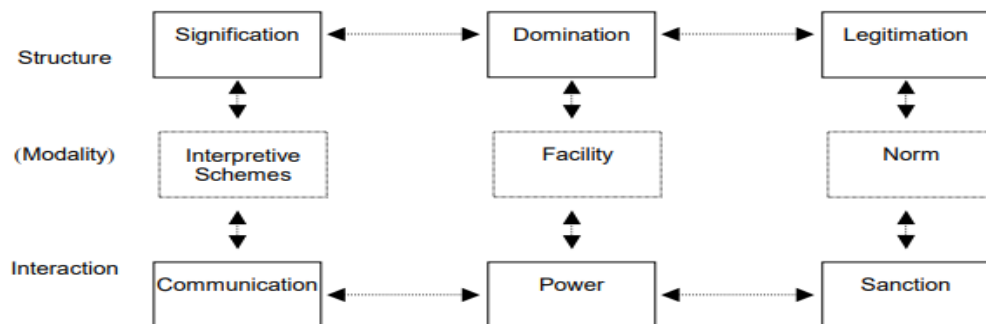 Signification
Domination
Legitimation
Structure
(Modality)
Interpretive
Schemes
Facility
Norm
Interaction
Communication
Power
Sanction